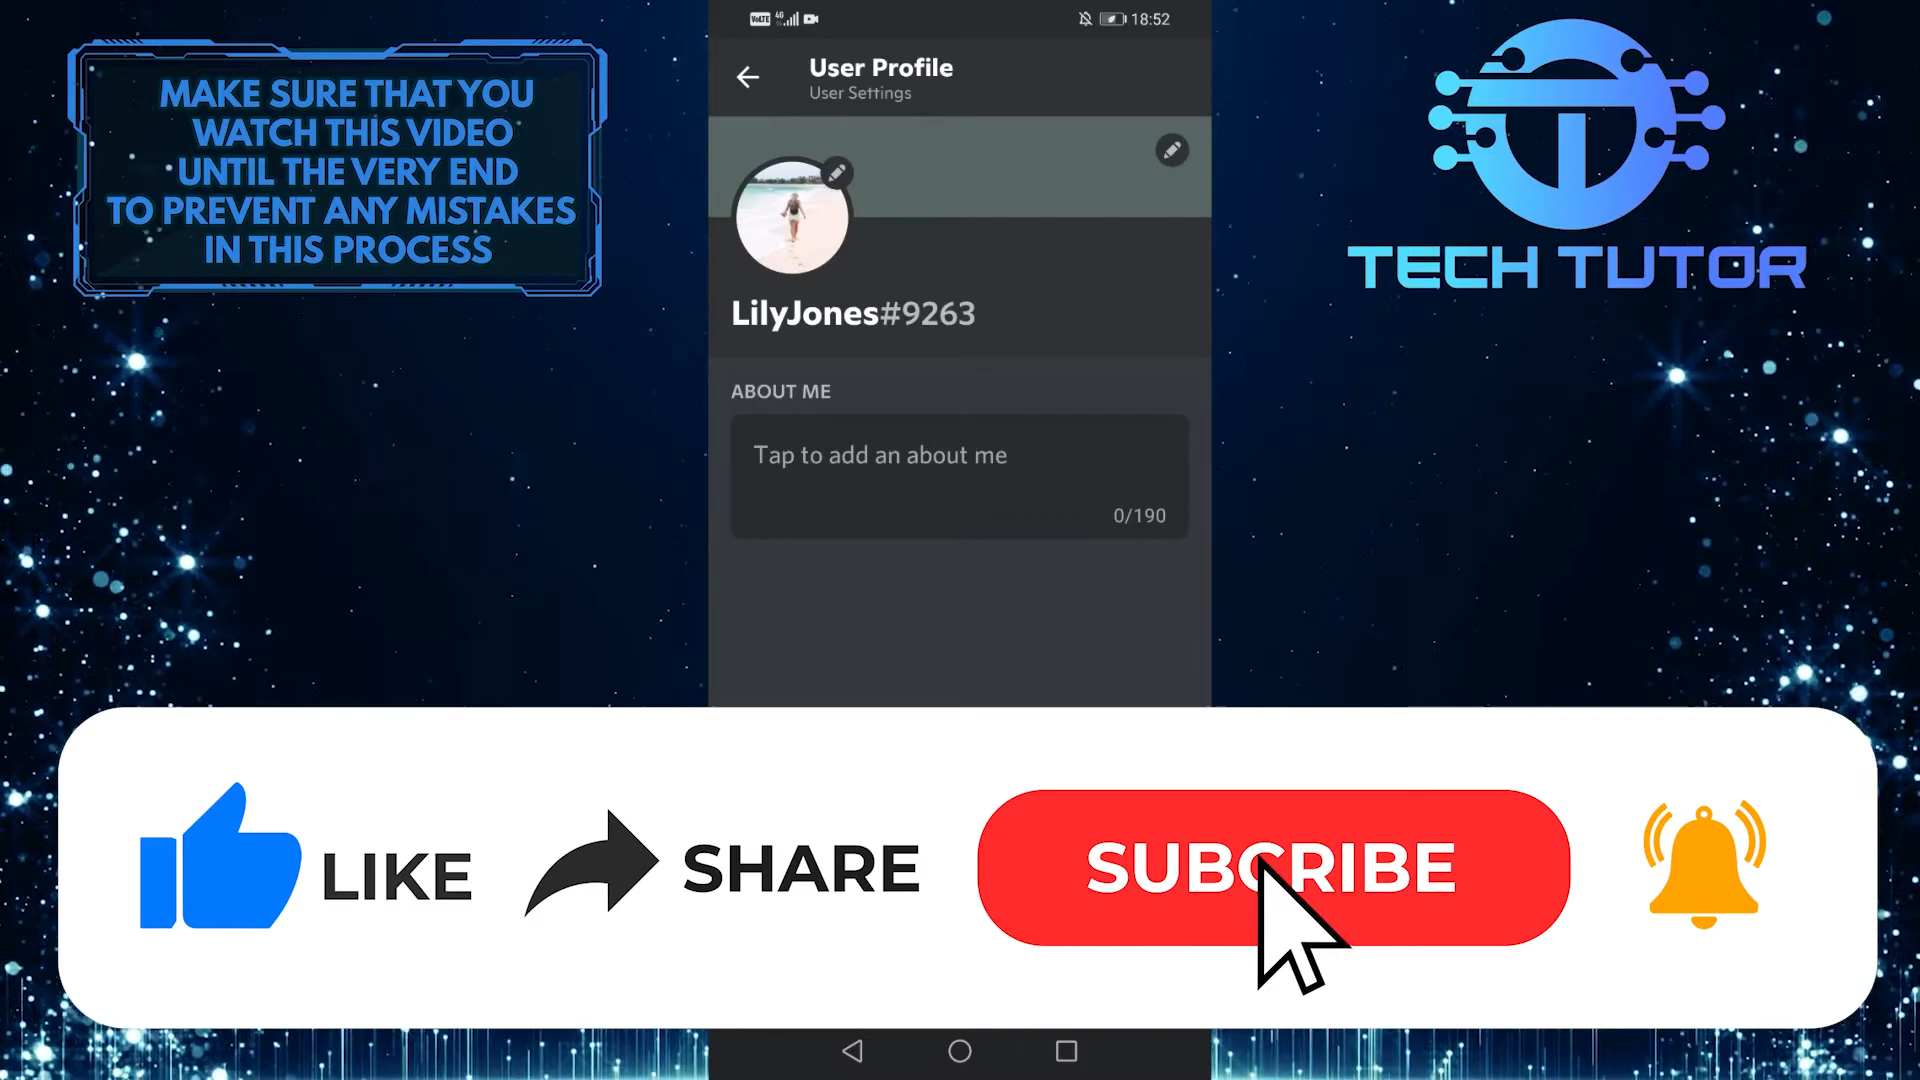 MAKE SURE THAT YOU
WATCH THIS VIDEO
UNTIL THE VERY END
TO PREVENT ANY MISTAKES
IN THIS PROCESS
VoLTE 4G 18:52
User Profile
User Settings
LilyJones#9263
ABOUT ME
Tap to add an about me
0/190
TECH TUTOR
LIKE
SHARE
SUBCRIBE